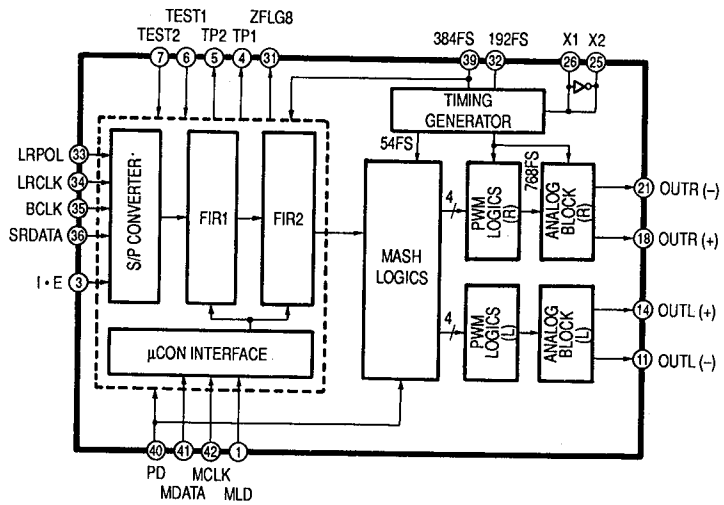 TEST1 ZFLG8
TEST2 TP2 TP1 384FS 192FS X1 X2
7 6 5 4 31 39 32 26 25
TIMING
GENERATOR
54FS
768FS
LRPOL 33
LRCLK 34
BCLK 35
SRDATA 36
I・E 3
S/P CONVERTER
FIR1
FIR2
MASH
LOGICS
4
PWM
LOGICS
(R)
ANALOG
BLOCK
(R)
21 OUTR (–)
18 OUTR (+)
4
PWM
LOGICS
(L)
ANALOG
BLOCK
(L)
14 OUTL (+)
11 OUTL (–)
μCON INTERFACE
40 41 42 1
PD MCLK
MDATA MLD